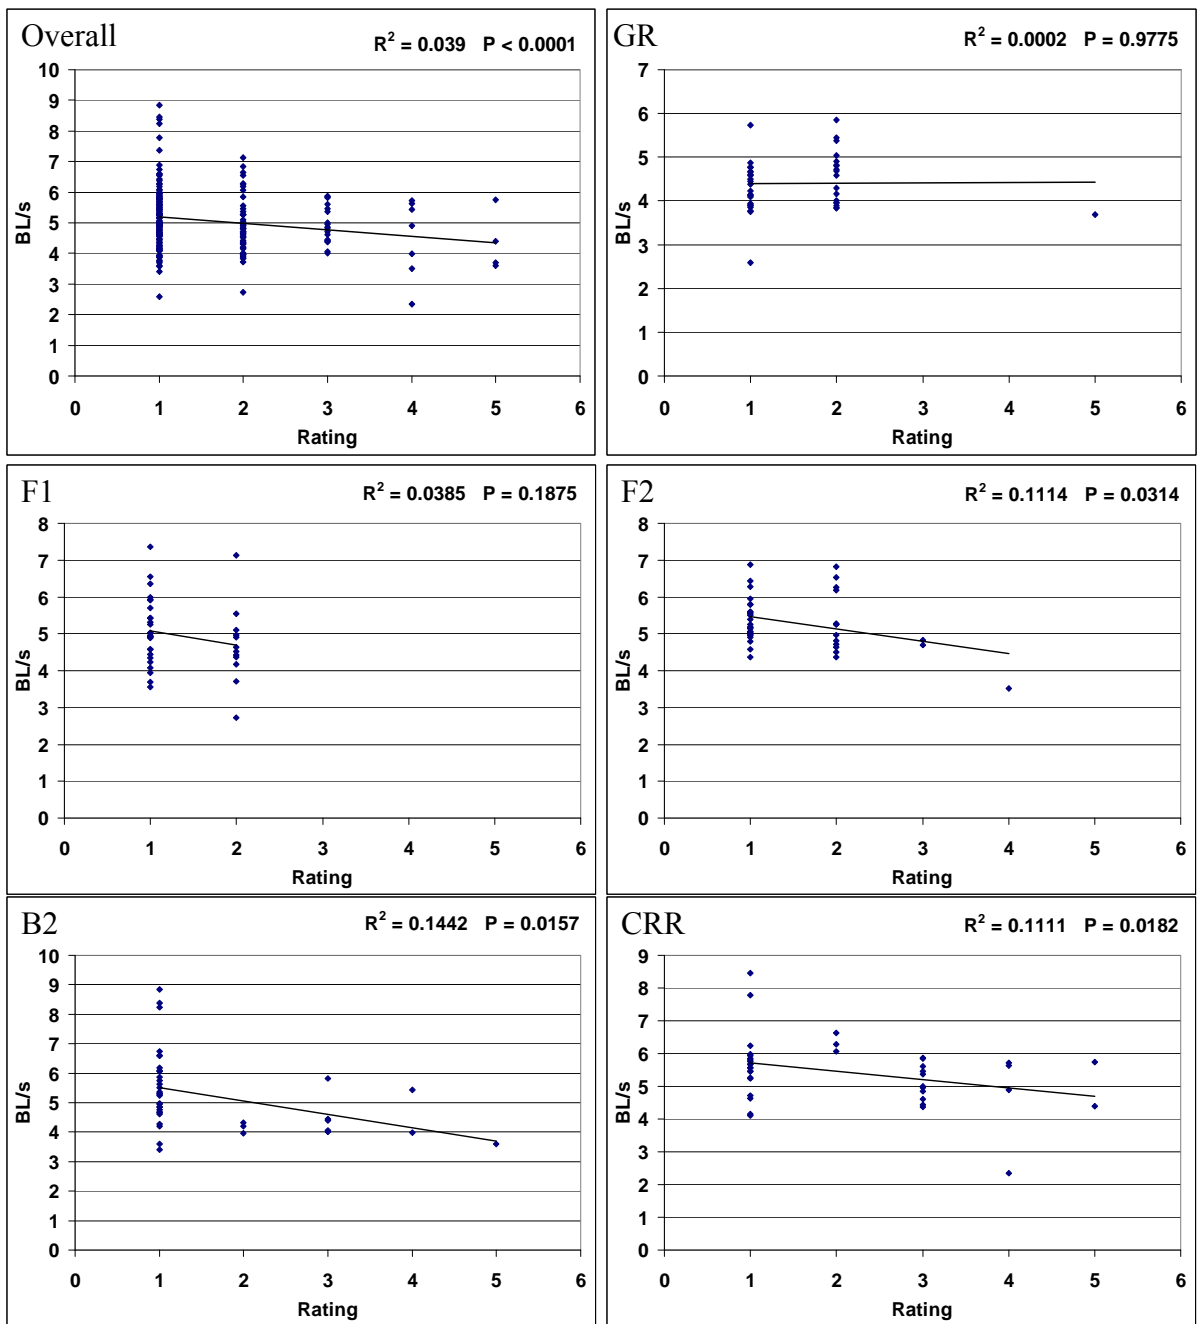 Overall
R² = 0.039 P < 0.0001
10
9
8
7
6
5
4
3
2
1
0
BL/s
0 1 2 3 4 5 6
Rating
GR
R² = 0.0002 P = 0.9775
7
6
5
4
3
2
1
0
BL/s
0 1 2 3 4 5 6
Rating
F1
R² = 0.0385 P = 0.1875
8
7
6
5
4
3
2
1
0
BL/s
0 1 2 3 4 5 6
Rating
F2
R² = 0.1114 P = 0.0314
8
7
6
5
4
3
2
1
0
BL/s
0 1 2 3 4 5 6
Rating
B2
R² = 0.1442 P = 0.0157
10
9
8
7
6
5
4
3
2
1
0
BL/s
0 1 2 3 4 5 6
Rating
CRR
R² = 0.1111 P = 0.0182
9
8
7
6
5
4
3
2
1
0
BL/s
0 1 2 3 4 5 6
Rating